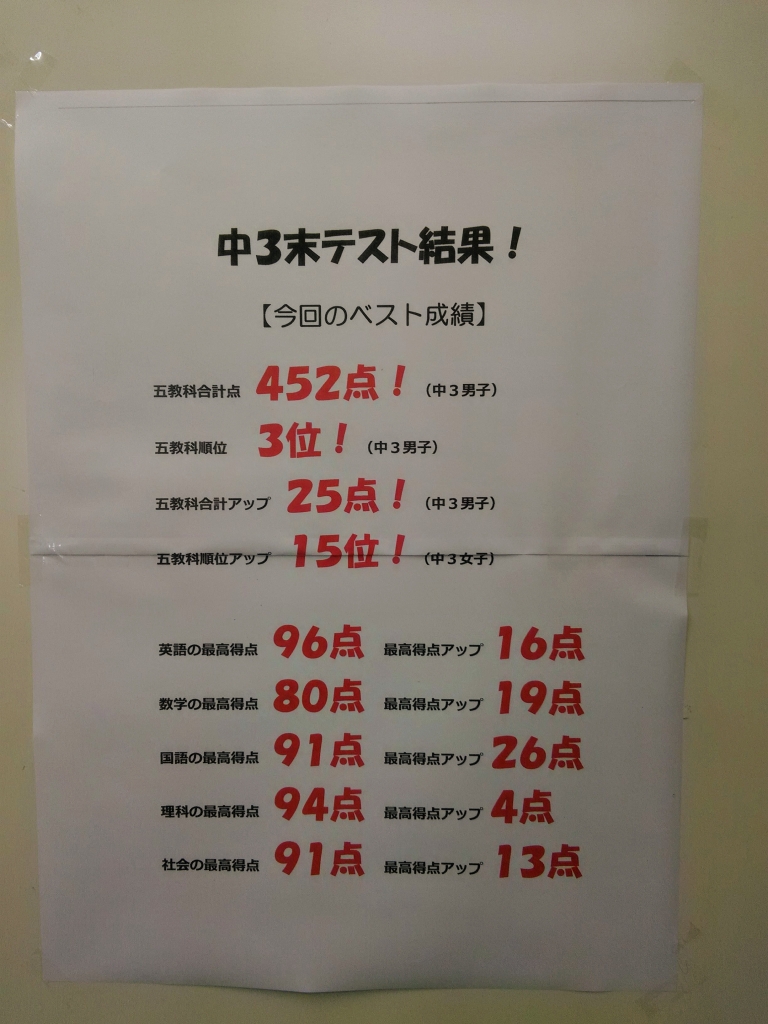 中3末テスト結果！
【今回のベスト成績】
五教科合計点 452点！（中３男子）
五教科順位 3位！（中３男子）
五教科合計アップ 25点！（中３男子）
五教科順位アップ 15位！（中３女子）
英語の最高得点 96点 最高得点アップ 16点
数学の最高得点 80点 最高得点アップ 19点
国語の最高得点 91点 最高得点アップ 26点
理科の最高得点 94点 最高得点アップ 4点
社会の最高得点 91点 最高得点アップ 13点